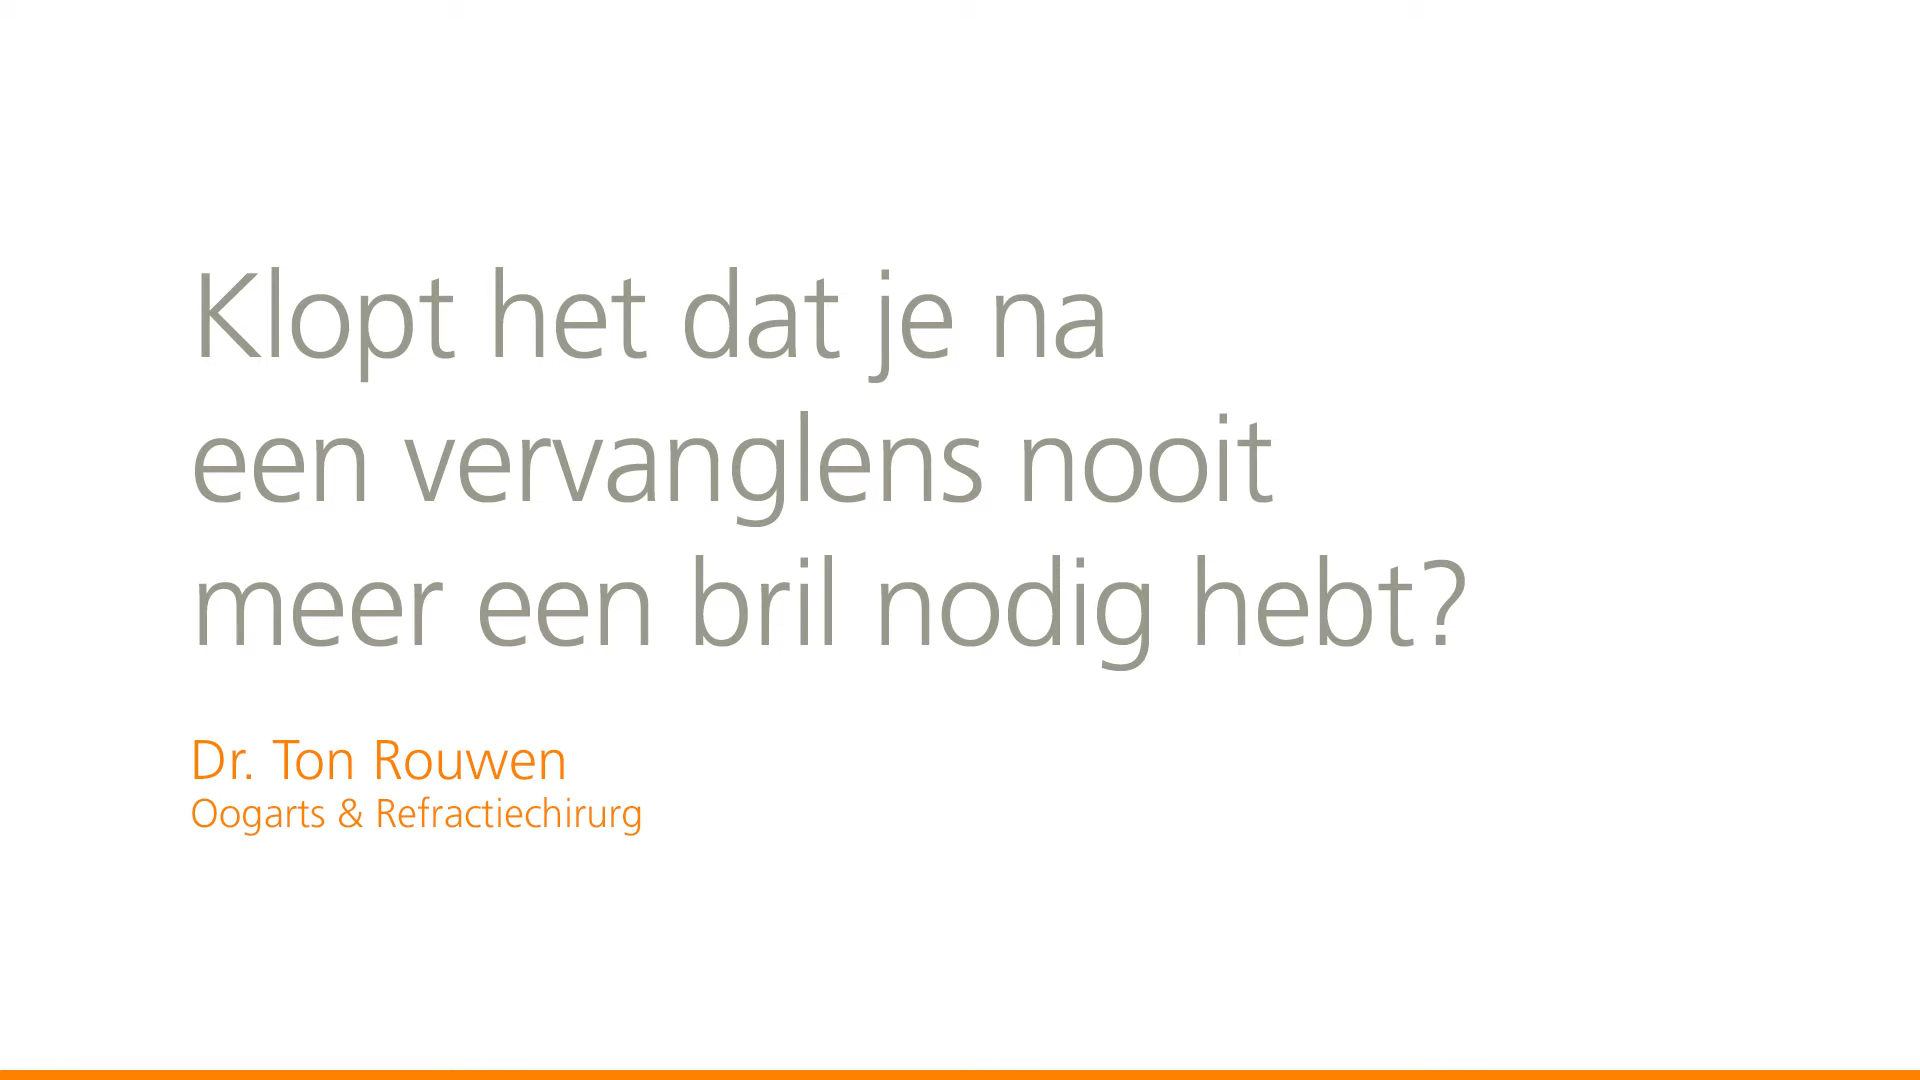 Klopt het dat je na
een vervanglens nooit
meer een bril nodig hebt?
Dr. Ton Rouwen
Oogarts & Refractiechirurg